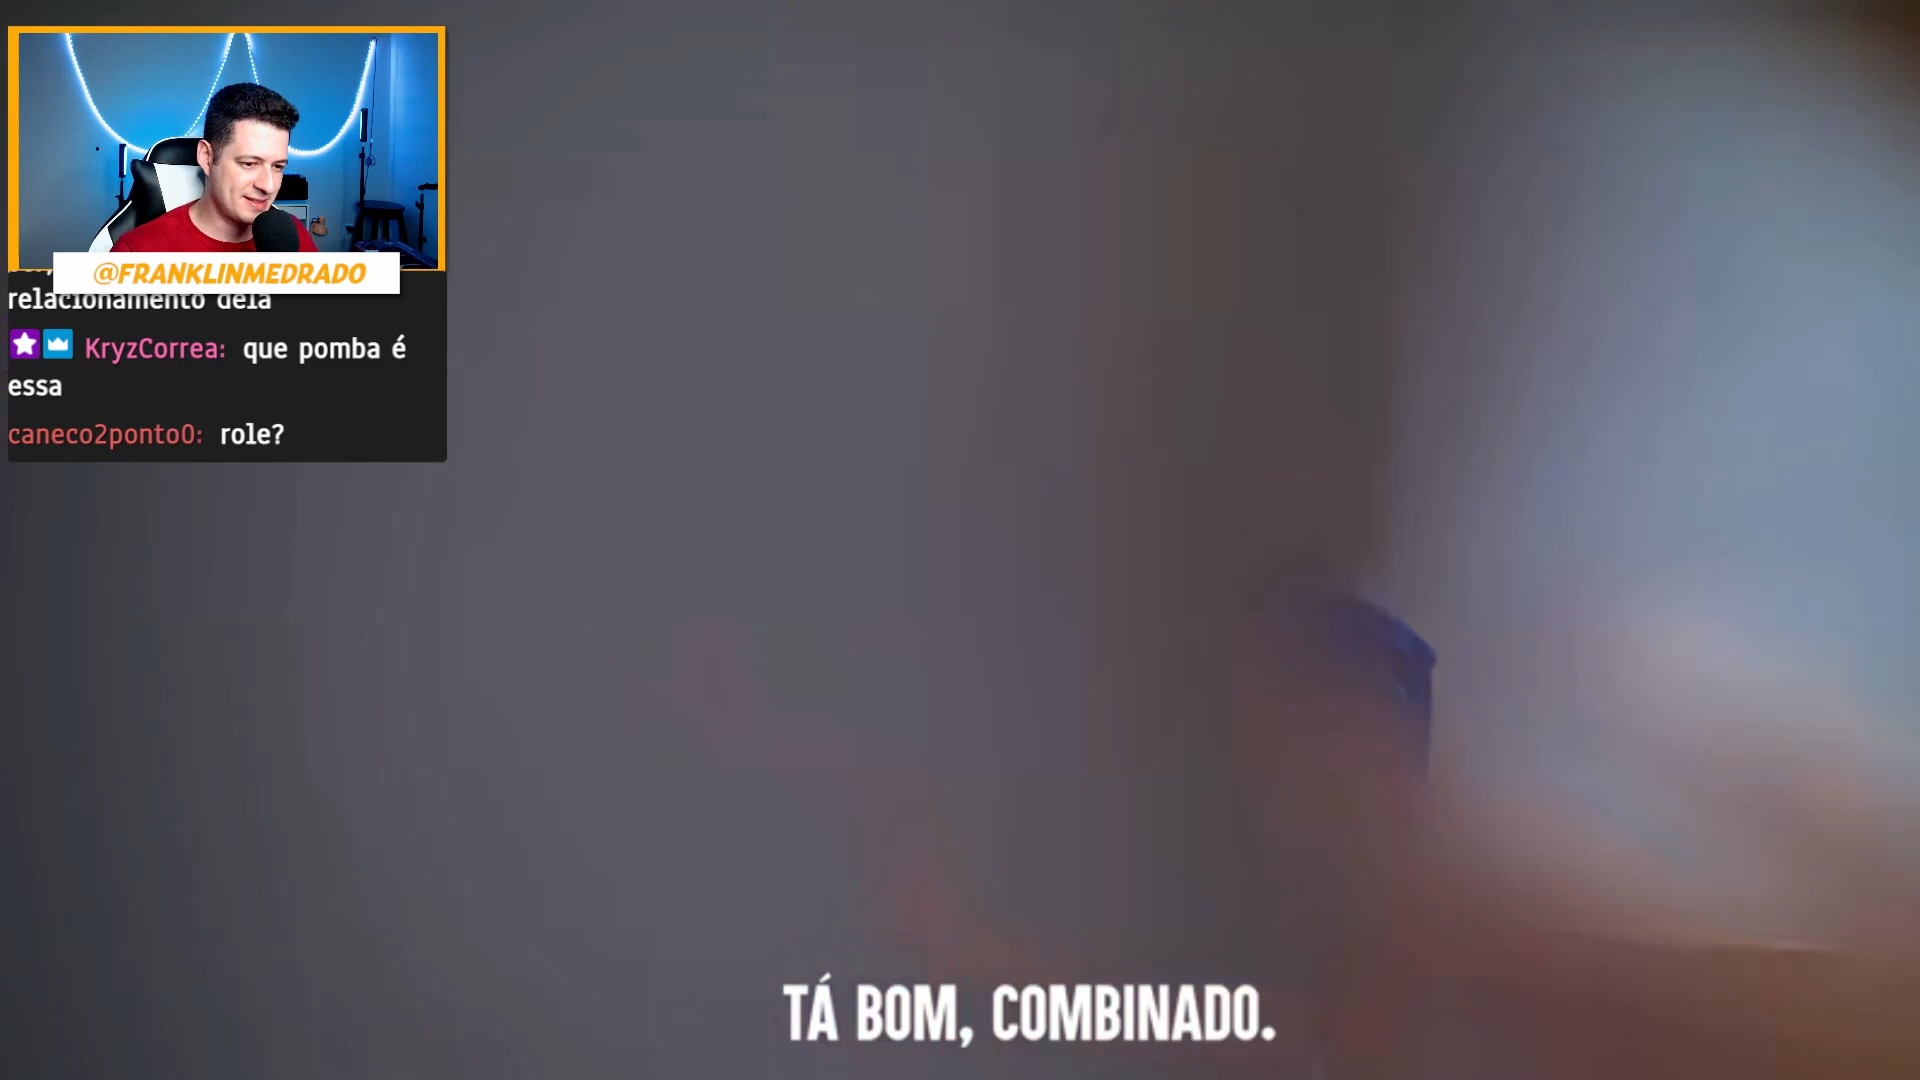 @FRANKLINMEDRADO
relacionamento dela
KryzCorrea: que pomba é
essa
caneco2ponto0: role?
TÁ BOM, COMBINADO.